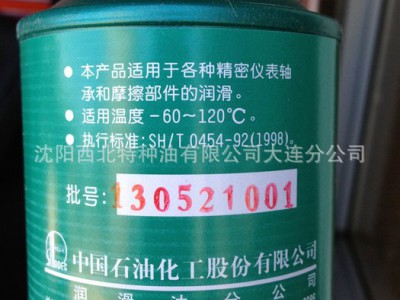 ● 本产品适用于各种精密仪表轴
承和摩擦部件的润滑。
● 适用温度 -60～120℃。
● 执行标准:SH/T 0454-92(1998)。
沈阳西北特种油有限公司大连分公司
批号: 130521001
中国石油化工股份有限公司
润滑油分公司